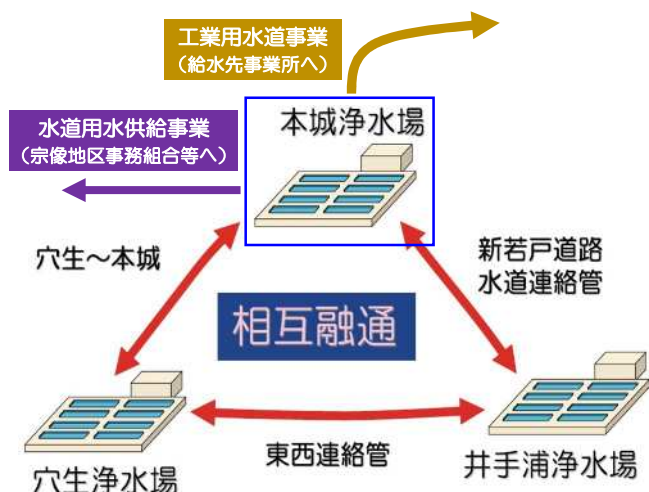 工業用水道事業
（給水先事業所へ）
水道用水供給事業
（宗像地区事務組合等へ）
本城浄水場
穴生～本城
新若戸道路
水道連絡管
相互融通
東西連絡管
穴生浄水場
井手浦浄水場